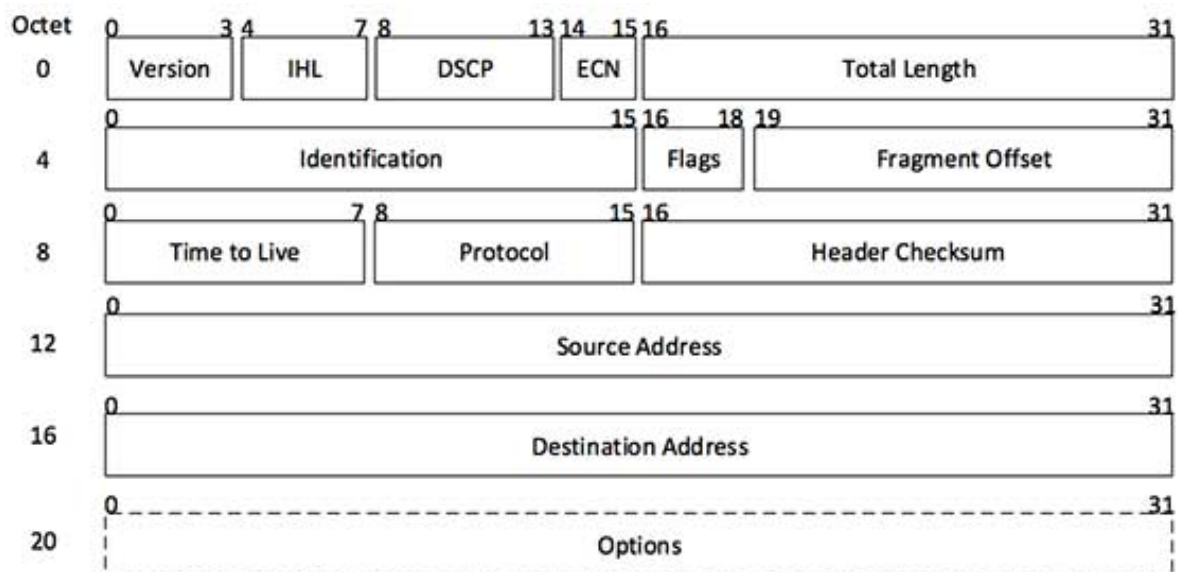 Octet 0 3 4 7 8 13 14 15 16 31
0 Version IHL DSCP ECN Total Length
0 15 16 18 19 31
4 Identification Flags Fragment Offset
0 7 8 15 16 31
8 Time to Live Protocol Header Checksum
0 31
12 Source Address
0 31
16 Destination Address
0 31
20 Options